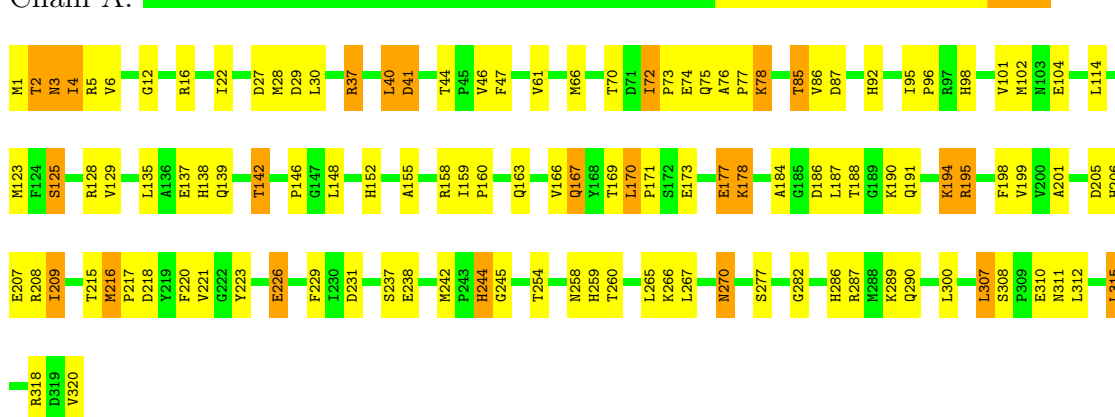 Chain A:
M1 T2 N3 I4 R5 V6 G12 R16 I22 D27 M28 D29 L30 R37 L40 D41 T44 P45 V46 F47 V61 M66 T70 D71 I72 P73 E74 Q75 A76 P77 K78 T85 V86 D87 H92 I95 P96 R97 H98 V101 M102 N103 E104 L114
M123 F124 S125 R128 V129 L135 A136 E137 H138 Q139 T142 P146 G147 L148 H152 A155 R158 I159 P160 Q163 V166 Q167 Y168 T169 L170 P171 S172 E173 E177 K178 A184 G185 D186 L187 T188 G189 K190 Q191 K194 R195 F198 V199 V200 A201 D205 H206
E207 R208 I209 T215 M216 P217 D218 Y219 F220 V221 G222 Y223 E226 F229 I230 D231 S237 E238 M242 P243 H244 G245 T254 N258 H259 T260 L265 K266 L267 N270 S277 G282 H286 R287 M288 K289 Q290 L300 L307 S308 P309 E310 N311 L312 L315
R318 D319 V320